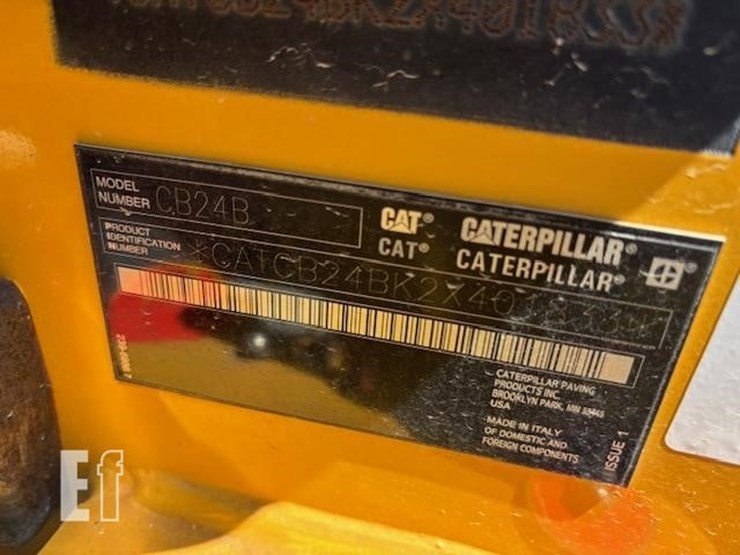 MODEL
NUMBER CB24B
PRODUCT
IDENTIFICATION
NUMBER *CATCB24BK2X401833*
CAT® CATERPILLAR®
CAT® CATERPILLAR®
CATERPILLAR PAVING
PRODUCTS INC.
BROOKLYN PARK, MN 55445
USA
MADE IN ITALY
OF DOMESTIC AND
FOREIGN COMPONENTS
ISSUE 1
Ef